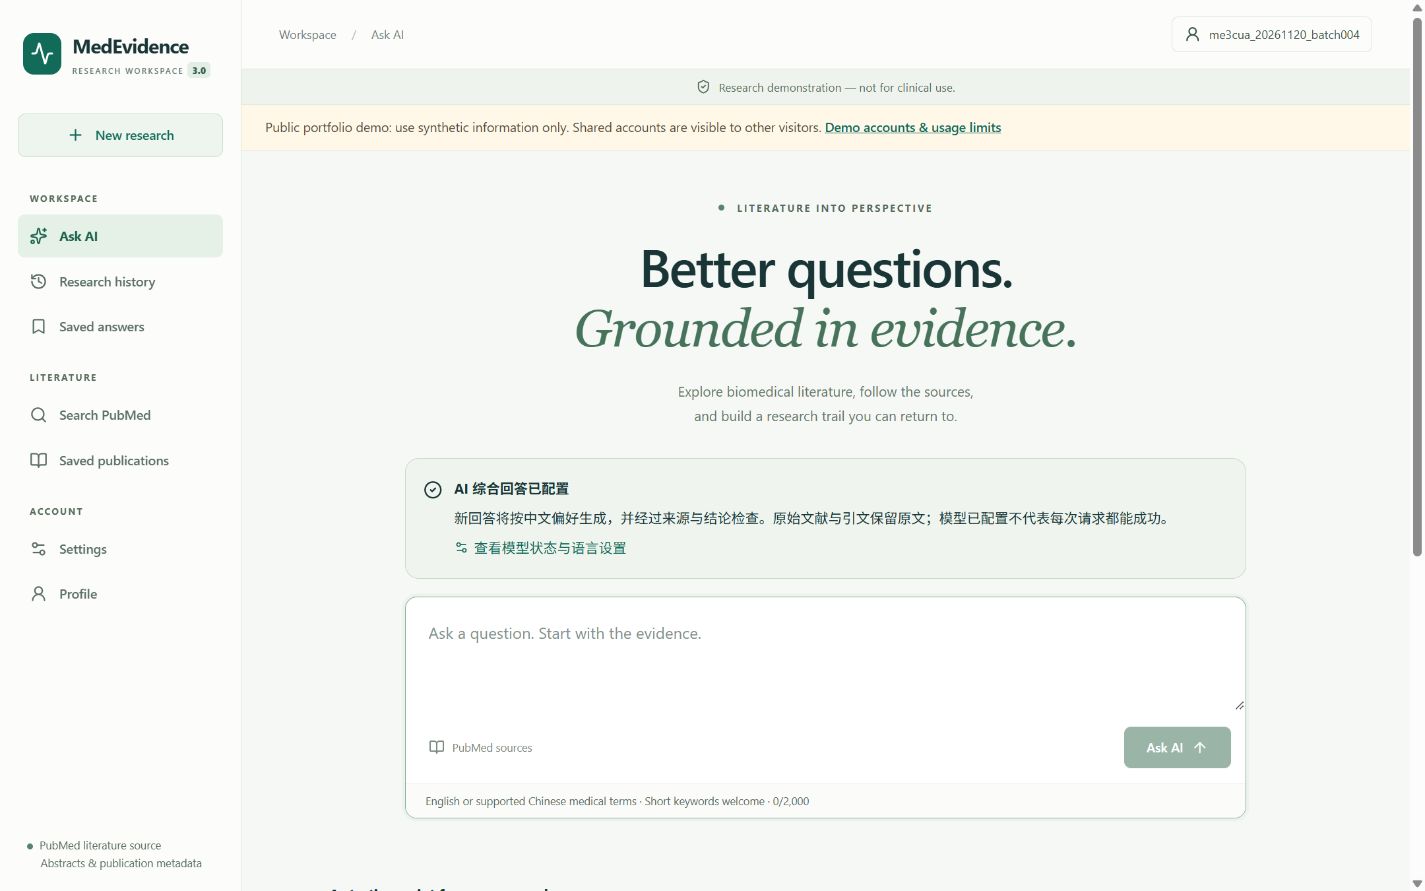 MedEvidence
RESEARCH WORKSPACE 3.0
New research
WORKSPACE
Ask AI
Research history
Saved answers
LITERATURE
Search PubMed
Saved publications
ACCOUNT
Settings
Profile
PubMed literature source
Abstracts & publication metadata
Workspace / Ask AI
me3cua_20261120_batch004
Research demonstration — not for clinical use.
Public portfolio demo: use synthetic information only. Shared accounts are visible to other visitors. Demo accounts & usage limits
LITERATURE INTO PERSPECTIVE
Better questions.
Grounded in evidence.
Explore biomedical literature, follow the sources,
and build a research trail you can return to.
AI 综合回答已配置
新回答将按中文偏好生成，并经过来源与结论检查。原始文献与引文保留原文；模型已配置不代表每次请求都能成功。
查看模型状态与语言设置
Ask a question. Start with the evidence.
PubMed sources
Ask AI
English or supported Chinese medical terms · Short keywords welcome · 0/2,000